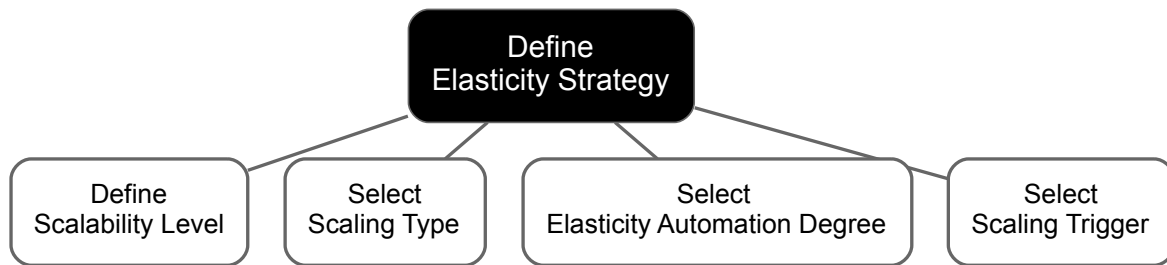 Define
Elasticity Strategy
Define
Scalability Level
Select
Scaling Type
Select
Elasticity Automation Degree
Select
Scaling Trigger